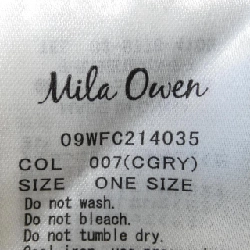 Mila Owen
09WFC214035
COL 007(CGRY)
SIZE ONE SIZE
Do not wash.
Do not bleach.
Do not tumble dry.